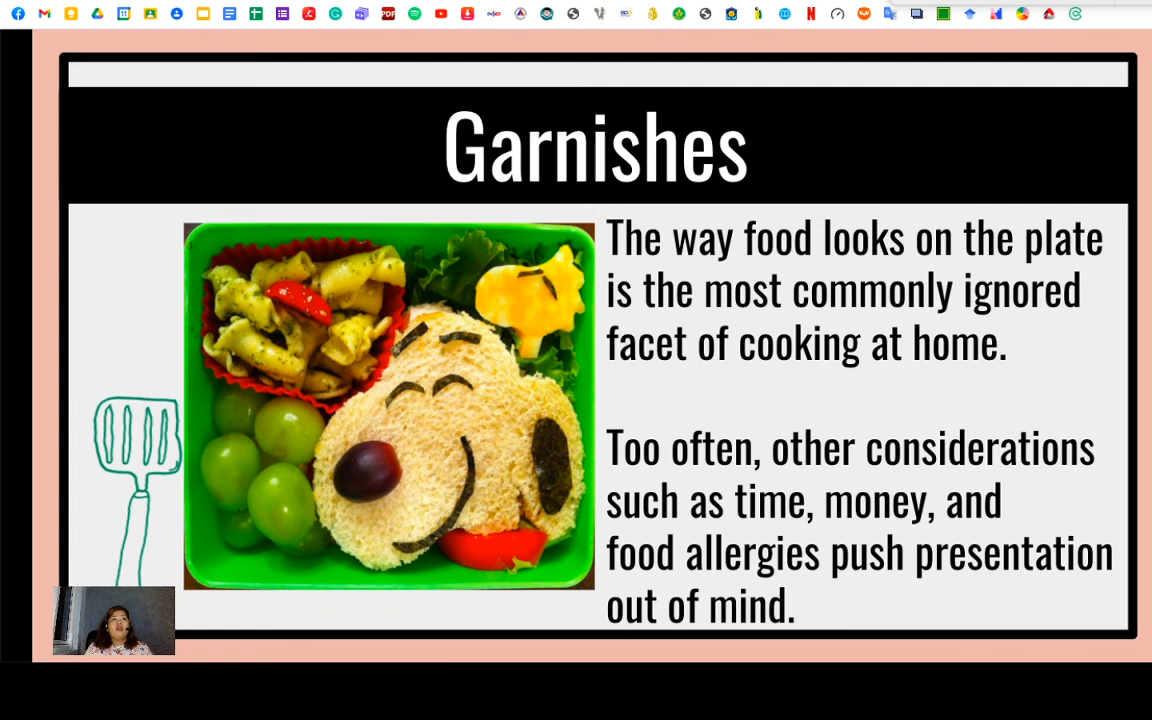 Garnishes
The way food looks on the plate
is the most commonly ignored
facet of cooking at home.
Too often, other considerations
such as time, money, and
food allergies push presentation
out of mind.